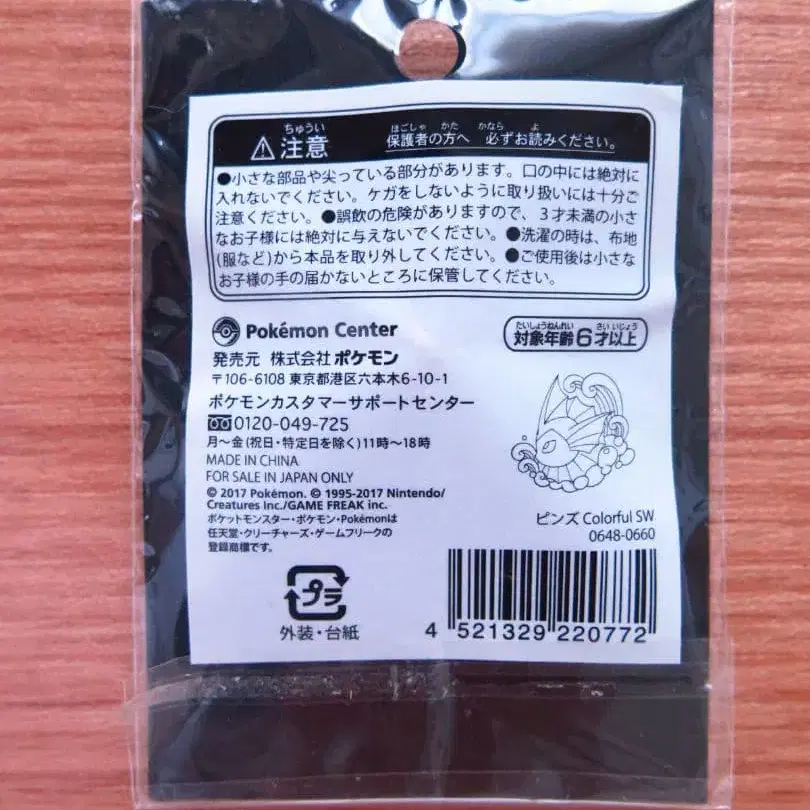 ちゅうい
⚠注意
ほごしゃ かた かなら よ
保護者の方へ 必ずお読みください。
●小さな部品や尖っている部分があります。口の中には絶対に
入れないでください。ケガをしないように取り扱いには十分ご
注意ください。●誤飲の危険がありますので、3才未満の小さ
なお子様には絶対に与えないでください。●洗濯の時は、布地
(服など)から本品を取り外してください。●ご使用後は小さな
お子様の手の届かないところに保管してください。
Pokémon Center
たいしょうねんれい さい いじょう
対象年齢6才以上
発売元 株式会社ポケモン
〒106-6108 東京都港区六本木6-10-1
ポケモンカスタマーサポートセンター
0120-049-725
月〜金(祝日・特定日を除く)11時〜18時
MADE IN CHINA
FOR SALE IN JAPAN ONLY
© 2017 Pokémon. © 1995-2017 Nintendo/
Creatures Inc./GAME FREAK inc.
ポケットモンスター・ポケモン・Pokémonは
任天堂・クリーチャーズ・ゲームフリークの
登録商標です。
ピンズ Colorful SW
0648-0660
プラ
外装・台紙
4 521329 220772